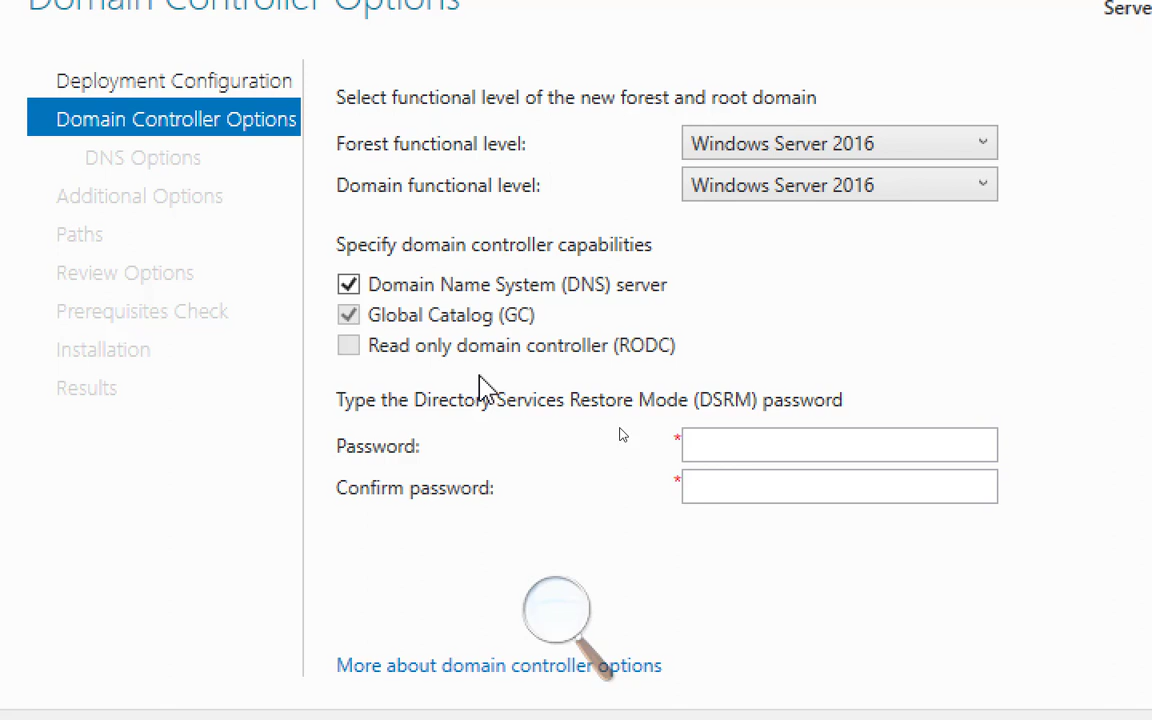 Domain Controller Options
Serve
Deployment Configuration
Domain Controller Options
DNS Options
Additional Options
Paths
Review Options
Prerequisites Check
Installation
Results
Select functional level of the new forest and root domain
Forest functional level:
Windows Server 2016
Domain functional level:
Windows Server 2016
Specify domain controller capabilities
Domain Name System (DNS) server
Global Catalog (GC)
Read only domain controller (RODC)
Type the Directory Services Restore Mode (DSRM) password
Password:
*
Confirm password:
*
More about domain controller options